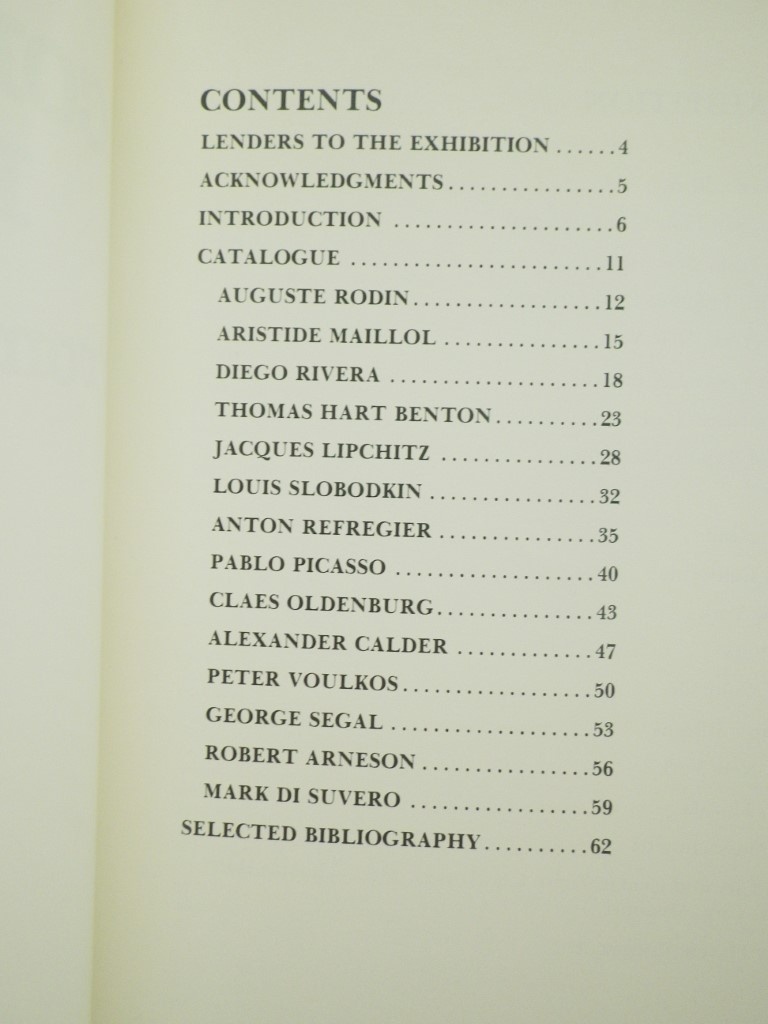 CONTENTS
LENDERS TO THE EXHIBITION ......4
ACKNOWLEDGMENTS.................5
INTRODUCTION .....................6
CATALOGUE ........................11
AUGUSTE RODIN..................12
ARISTIDE MAILLOL ...............15
DIEGO RIVERA ....................18
THOMAS HART BENTON..........23
JACQUES LIPCHITZ ...............28
LOUIS SLOBODKIN ................32
ANTON REFREGIER ...............35
PABLO PICASSO ...................40
CLAES OLDENBURG...............43
ALEXANDER CALDER .............47
PETER VOULKOS..................50
GEORGE SEGAL ...................53
ROBERT ARNESON ................56
MARK DI SUVERO .................59
SELECTED BIBLIOGRAPHY..........62